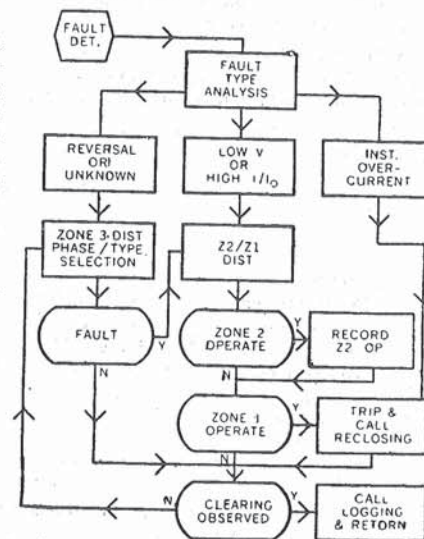 FAULT
DET.
FAULT
TYPE
ANALYSIS
REVERSAL
OR!
UNKNOWN
LOW V
OR
HIGH I/I0
INST.
OVER-
CURRENT
ZONE 3-DIST
PHASE/TYPE
SELECTION
Z2/Z1
DIST
FAULT
Y
N
ZONE 2
OPERATE
Y
N
RECORD
Z2 OP
ZONE 1
OPERATE
Y
N
TRIP &
CALL
RECLOSING
N
CLEARING
OBSERVED
Y
CALL
LOGGING
& RETORN